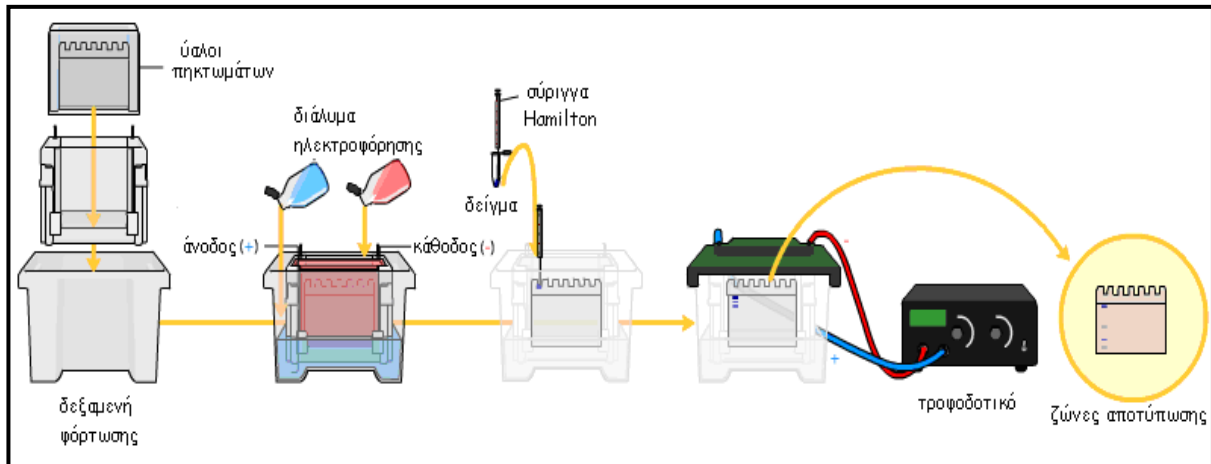 ύαλοι
πηκτωμάτων
διάλυμα
ηλεκτροφόρησης
σύριγγα
Hamilton
δείγμα
άνοδος (+)
κάθοδος (-)
-
+
δεξαμενή
φόρτωσης
τροφοδοτικό
ζώνες αποτύπωσης